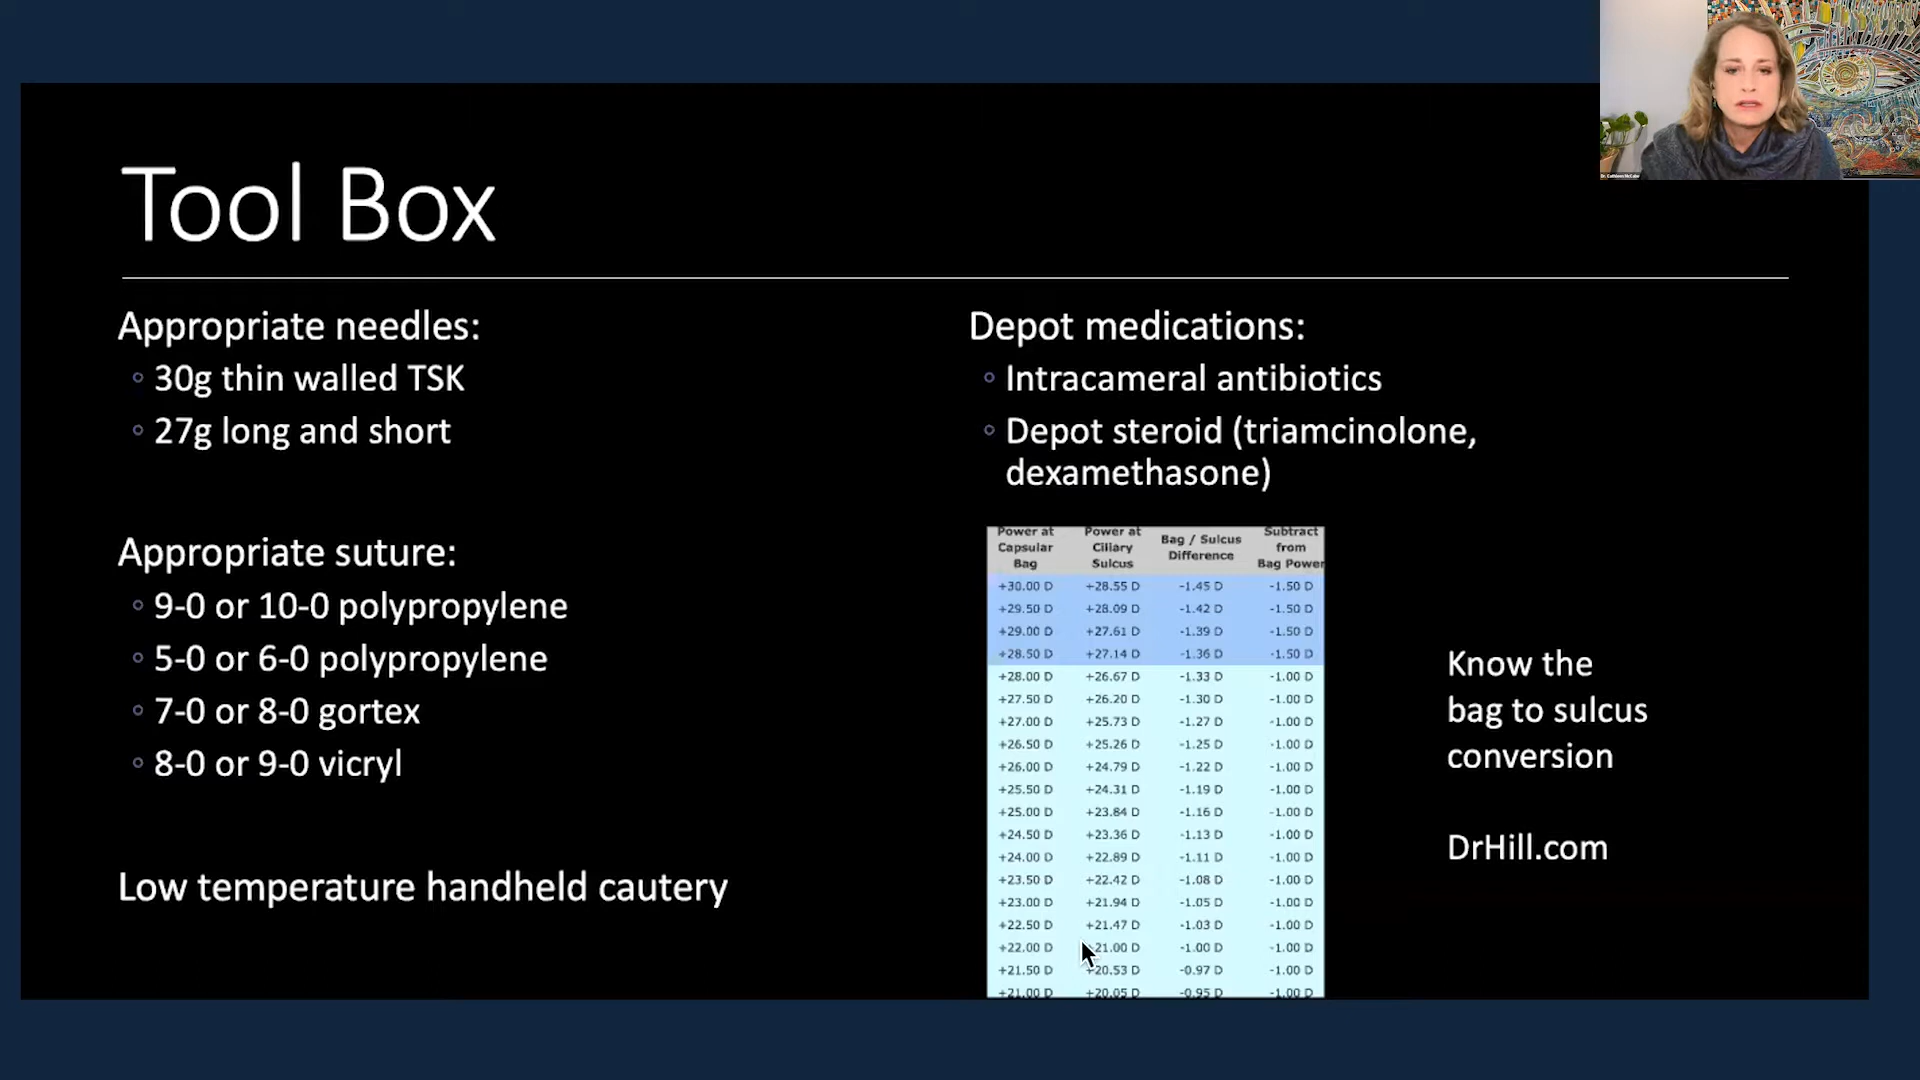 Tool Box
Appropriate needles:
30g thin walled TSK
27g long and short
Appropriate suture:
9-0 or 10-0 polypropylene
5-0 or 6-0 polypropylene
7-0 or 8-0 gortex
8-0 or 9-0 vicryl
Low temperature handheld cautery
Depot medications:
Intracameral antibiotics
Depot steroid (triamcinolone,
dexamethasone)
Power at Capsular Bag Power at Ciliary Sulcus Bag / Sulcus Difference Subtract from Bag Power
+30.00 D +28.55 D -1.45 D -1.50 D
+29.50 D +28.09 D -1.42 D -1.50 D
+29.00 D +27.61 D -1.39 D -1.50 D
+28.50 D +27.14 D -1.36 D -1.50 D
+28.00 D +26.67 D -1.33 D -1.00 D
+27.50 D +26.20 D -1.30 D -1.00 D
+27.00 D +25.73 D -1.27 D -1.00 D
+26.50 D +25.26 D -1.25 D -1.00 D
+26.00 D +24.79 D -1.22 D -1.00 D
+25.50 D +24.31 D -1.19 D -1.00 D
+25.00 D +23.84 D -1.16 D -1.00 D
+24.50 D +23.36 D -1.13 D -1.00 D
+24.00 D +22.89 D -1.11 D -1.00 D
+23.50 D +22.42 D -1.08 D -1.00 D
+23.00 D +21.94 D -1.05 D -1.00 D
+22.50 D +21.47 D -1.03 D -1.00 D
+22.00 D +21.00 D -1.00 D -1.00 D
+21.50 D +20.53 D -0.97 D -1.00 D
+21.00 D +20.05 D -0.95 D -1.00 D
Know the
bag to sulcus
conversion
DrHill.com